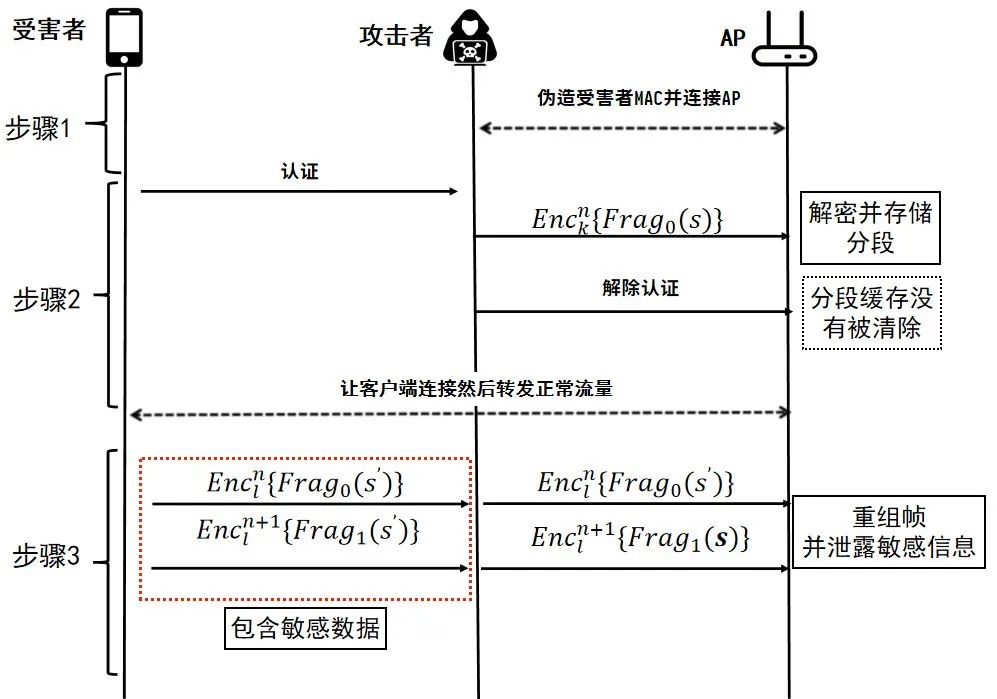 受害者
攻击者
AP
步骤1
伪造受害者MAC并连接AP
步骤2
认证
Enc_k^n{Frag_0(s)}
解密并存储
分段
解除认证
分段缓存没
有被清除
让客户端连接然后转发正常流量
步骤3
Enc_l^n{Frag_0(s')}
Enc_l^n{Frag_0(s')}
Enc_l^{n+1}{Frag_1(s')}
Enc_l^{n+1}{Frag_1(s)}
重组帧
并泄露敏感信息
包含敏感数据